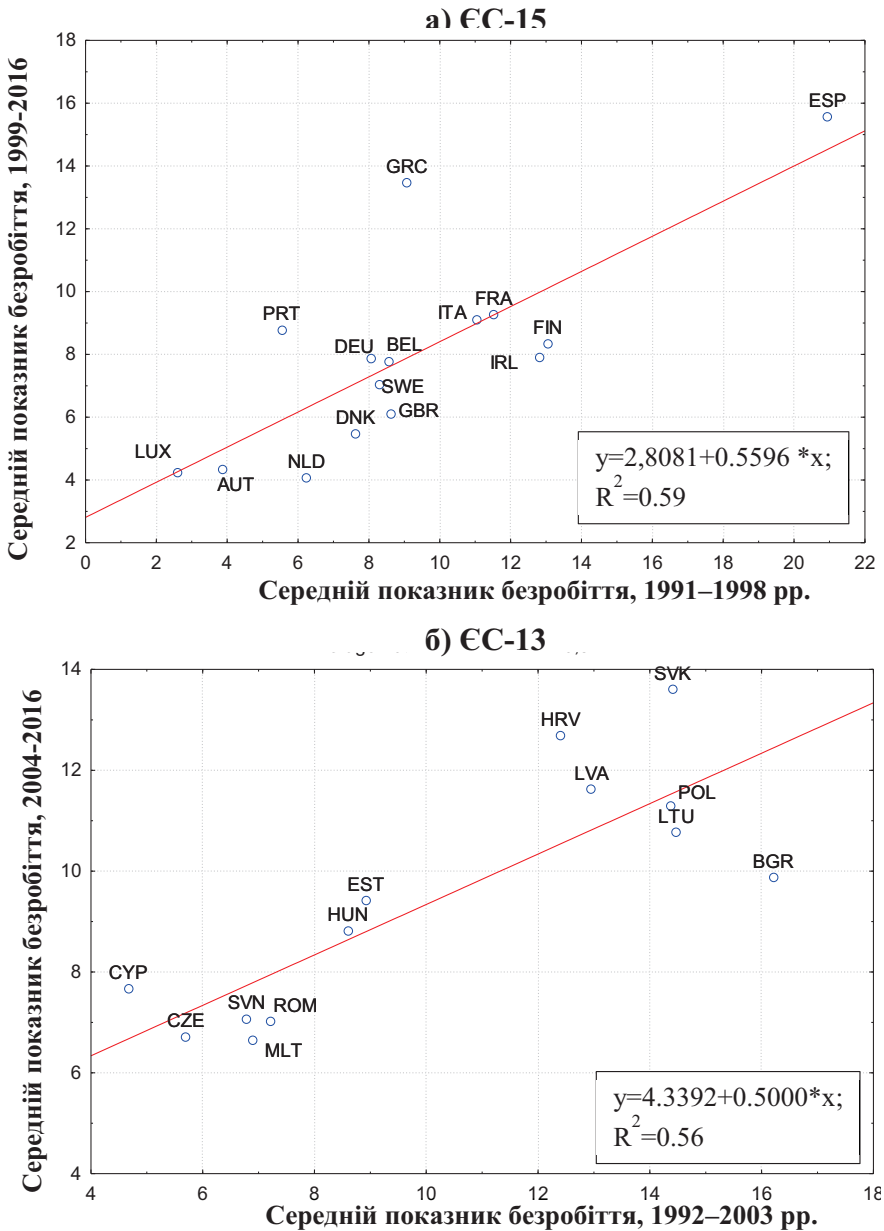 а) ЄС-15
Середній показник безробіття, 1999-2016
18
16
14
12
10
8
6
4
2
ESP
GRC
PRT
ITA
FRA
FIN
IRL
DEU
BEL
SWE
DNK
GBR
LUX
AUT
NLD
y=2,8081+0.5596 *x;
R²=0.59
0 2 4 6 8 10 12 14 16 18 20 22
Середній показник безробіття, 1991–1998 рр.
б) ЄС-13
Середній показник безробіття, 2004-2016
14
12
10
8
6
4
SVK
HRV
LVA
POL
LTU
BGR
EST
HUN
CYP
CZE
SVN
ROM
MLT
y=4.3392+0.5000*x;
R²=0.56
4 6 8 10 12 14 16 18
Середній показник безробіття, 1992–2003 рр.